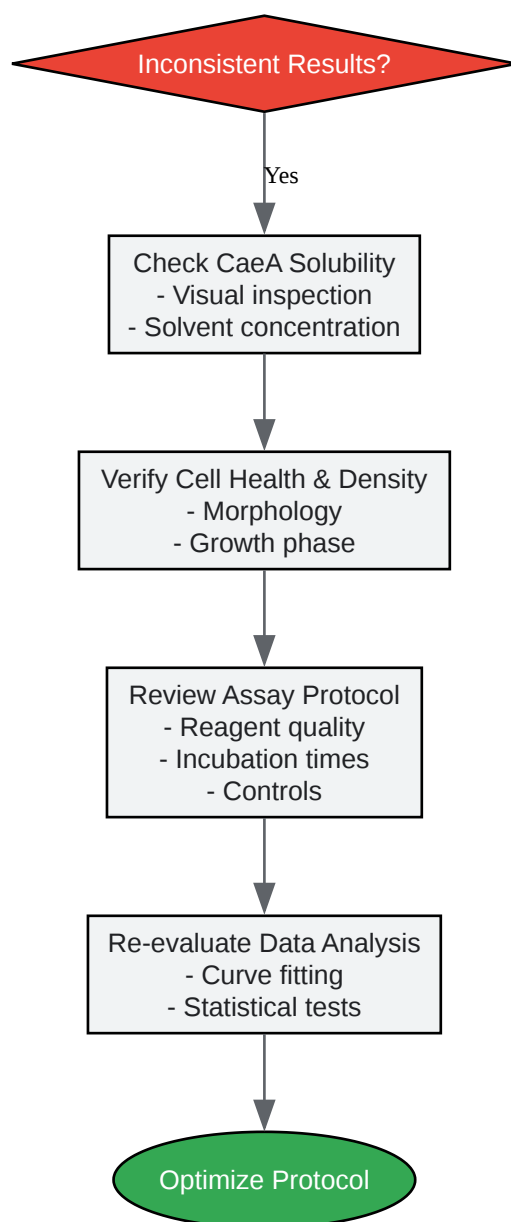 Inconsistent Results?
Yes
Check CaeA Solubility
- Visual inspection
- Solvent concentration
Verify Cell Health & Density
- Morphology
- Growth phase
Review Assay Protocol
- Reagent quality
- Incubation times
- Controls
Re-evaluate Data Analysis
- Curve fitting
- Statistical tests
Optimize Protocol